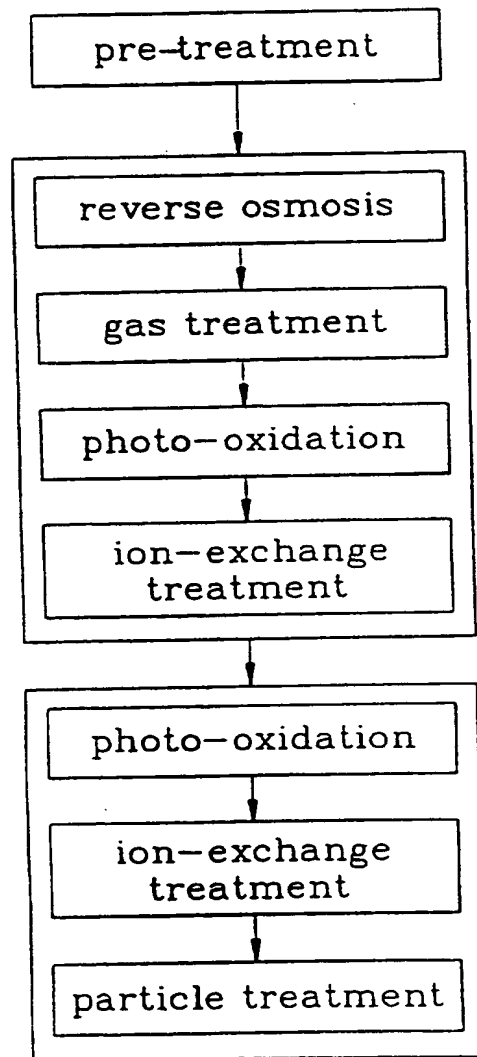 pre-treatment
reverse osmosis
gas treatment
photo-oxidation
ion-exchange
treatment
photo-oxidation
ion-exchange
treatment
particle treatment